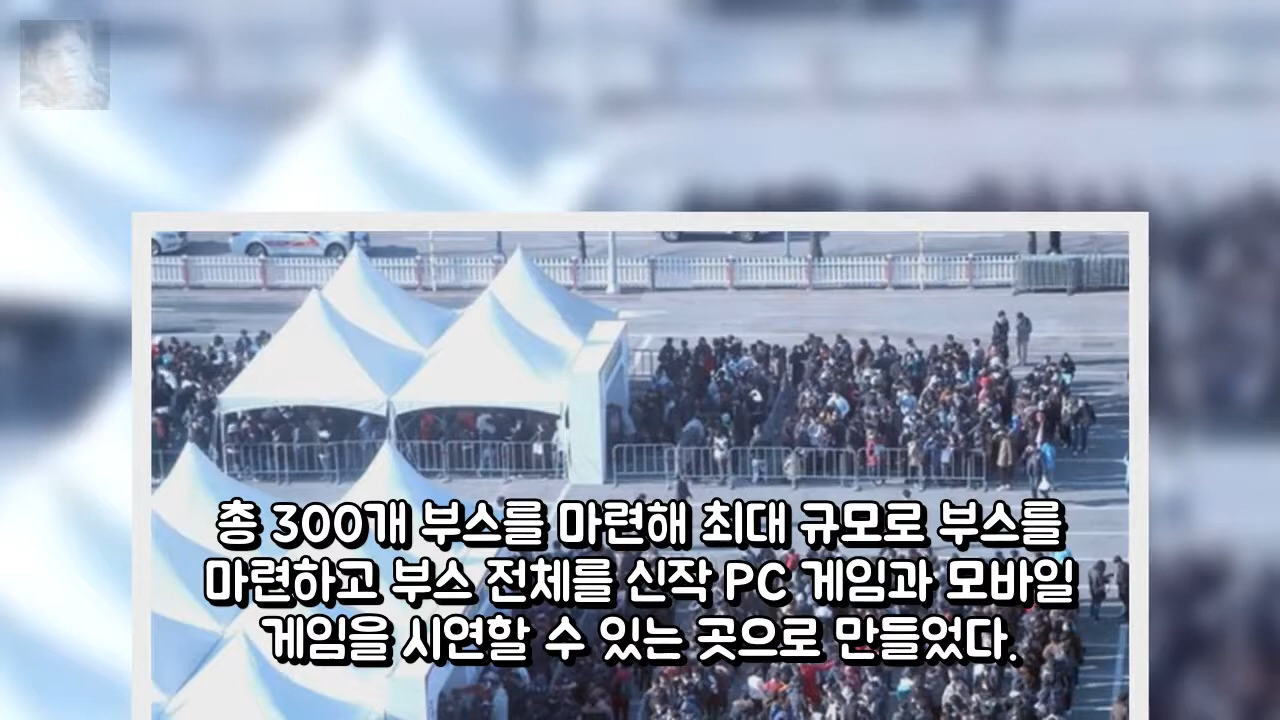 총 300개 부스를 마련해 최대 규모로 부스를
마련하고 부스 전체를 신작 PC 게임과 모바일
게임을 시연할 수 있는 곳으로 만들었다.